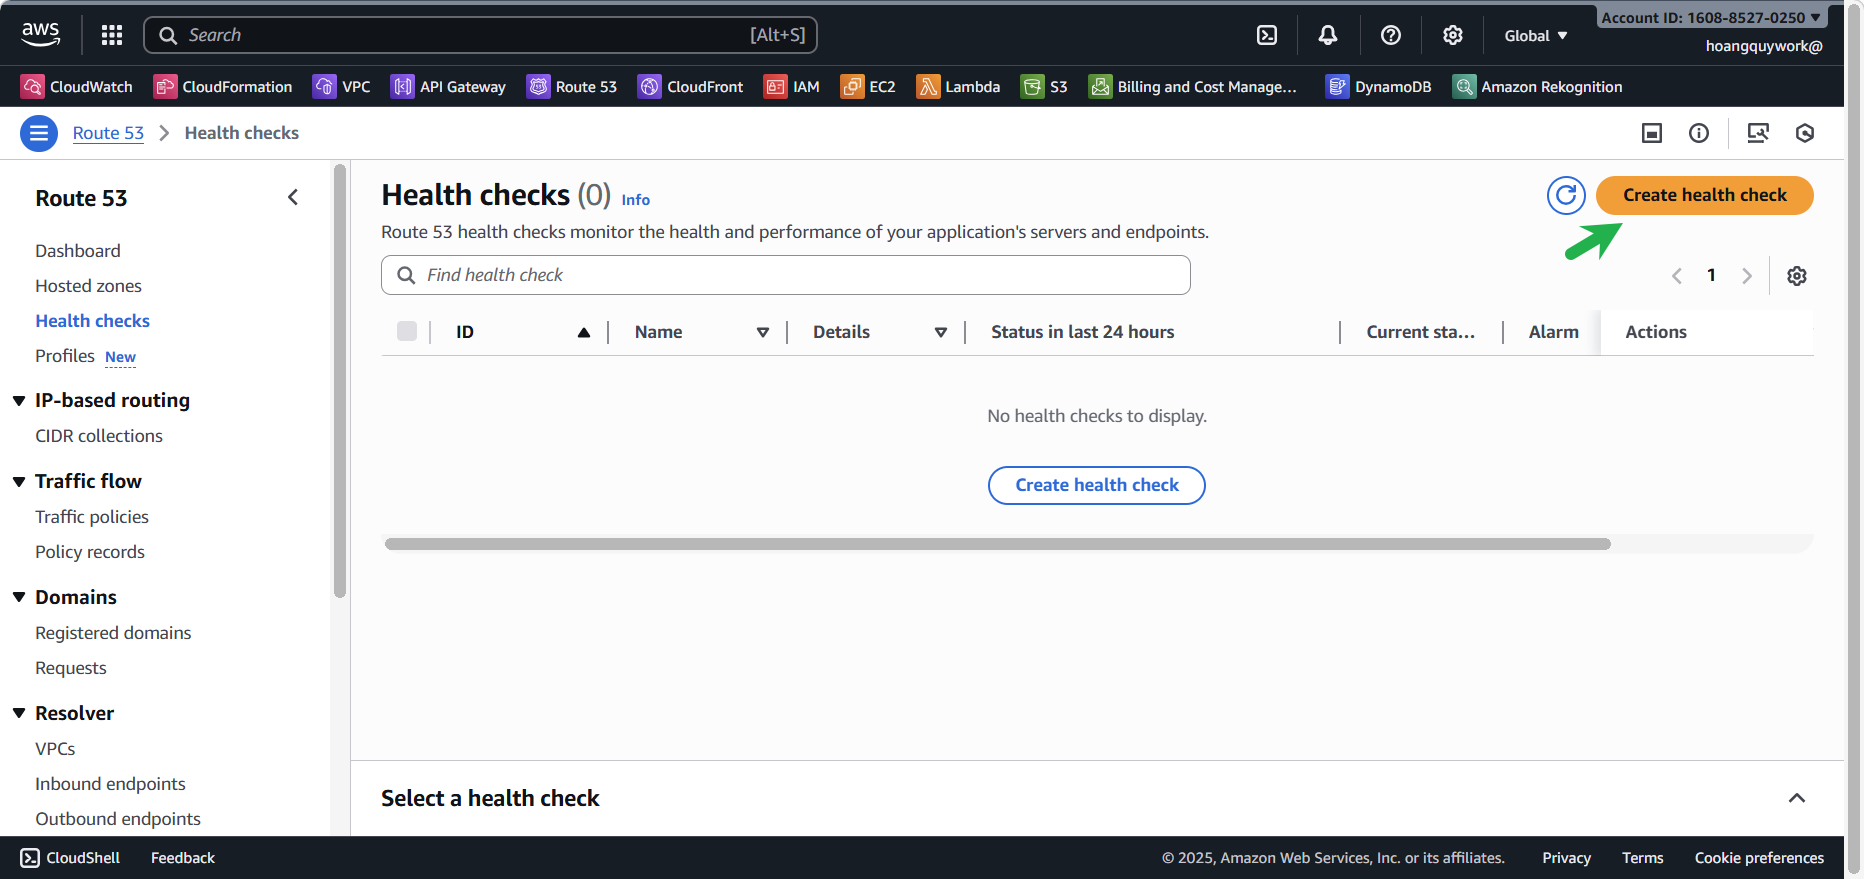 aws
Search [Alt+S]
Global
Account ID: 1608-8527-0250
hoangquywork@
CloudWatch CloudFormation VPC API Gateway Route 53 CloudFront IAM EC2 Lambda S3 Billing and Cost Manage... DynamoDB Amazon Rekognition
Route 53 Health checks
Route 53
Dashboard
Hosted zones
Health checks
Profiles New
IP-based routing
CIDR collections
Traffic flow
Traffic policies
Policy records
Domains
Registered domains
Requests
Resolver
VPCs
Inbound endpoints
Outbound endpoints
Health checks (0) Info
Create health check
Route 53 health checks monitor the health and performance of your application's servers and endpoints.
Find health check
1
ID Name Details Status in last 24 hours Current sta... Alarm Actions
No health checks to display.
Create health check
Select a health check
CloudShell Feedback © 2025, Amazon Web Services, Inc. or its affiliates. Privacy Terms Cookie preferences